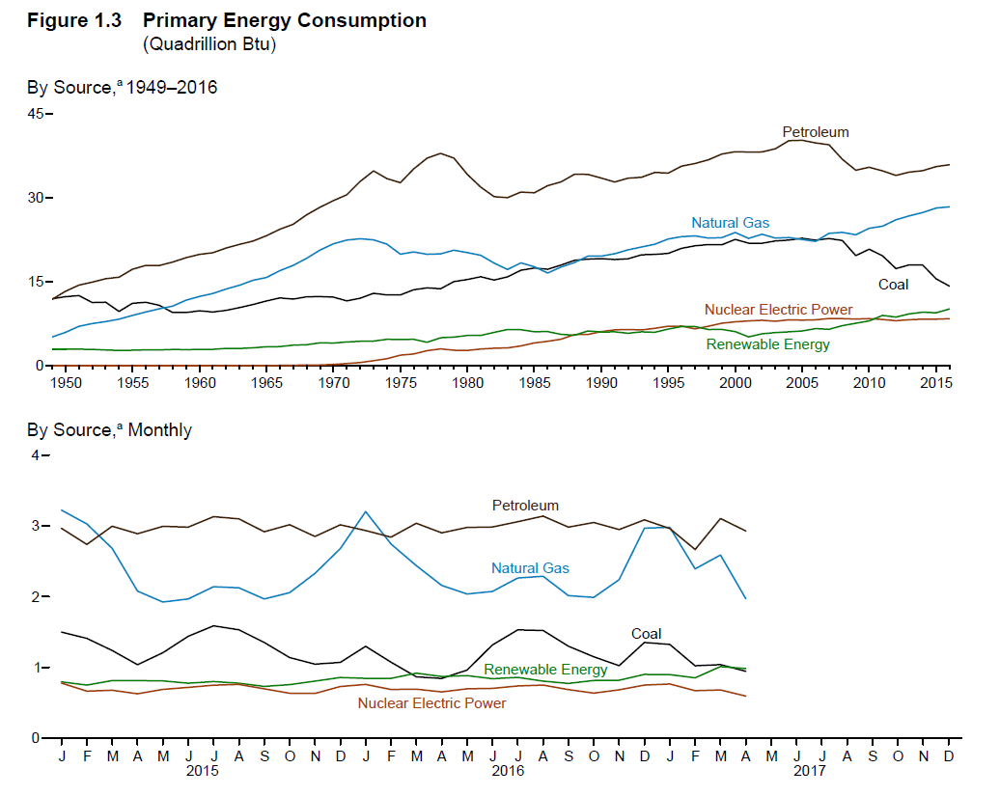 Figure 1.3 Primary Energy Consumption
(Quadrillion Btu)
By Source,ᵃ 1949–2016
45
Petroleum
30
Natural Gas
15
Coal
Nuclear Electric Power
Renewable Energy
0
1950 1955 1960 1965 1970 1975 1980 1985 1990 1995 2000 2005 2010 2015
By Source,ᵃ Monthly
4
Petroleum
3
Natural Gas
2
Coal
1
Renewable Energy
Nuclear Electric Power
0
J F M A M J J A S O N D J F M A M J J A S O N D J F M A M J J A S O N D
2015 2016 2017